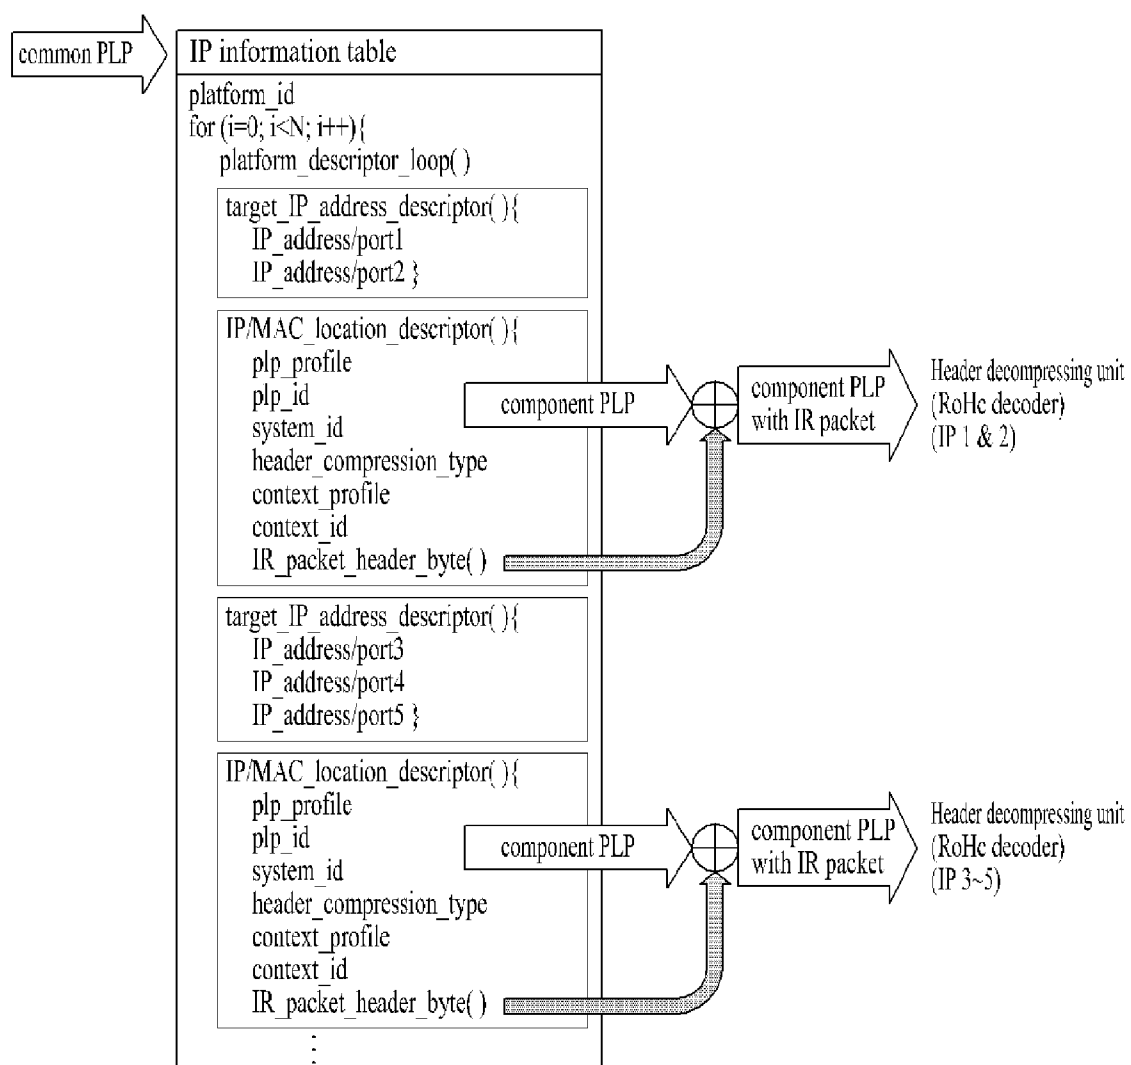 common PLP
IP information table
platform_id
for (i=0; i<N; i++){
platform_descriptor_loop( )
target_IP_address_descriptor( ){
IP_address/port1
IP_address/port2 }
IP/MAC_location_descriptor( ){
plp_profile
plp_id
system_id
header_compression_type
context_profile
context_id
IR_packet_header_byte( )
component PLP
component PLP
with IR packet
Header decompressing unit
(RoHc decoder)
(IP 1 & 2)
target_IP_address_descriptor( ){
IP_address/port3
IP_address/port4
IP_address/port5 }
IP/MAC_location_descriptor( ){
plp_profile
plp_id
system_id
header_compression_type
context_profile
context_id
IR_packet_header_byte( )
component PLP
component PLP
with IR packet
Header decompressing unit
(RoHc decoder)
(IP 3~5)